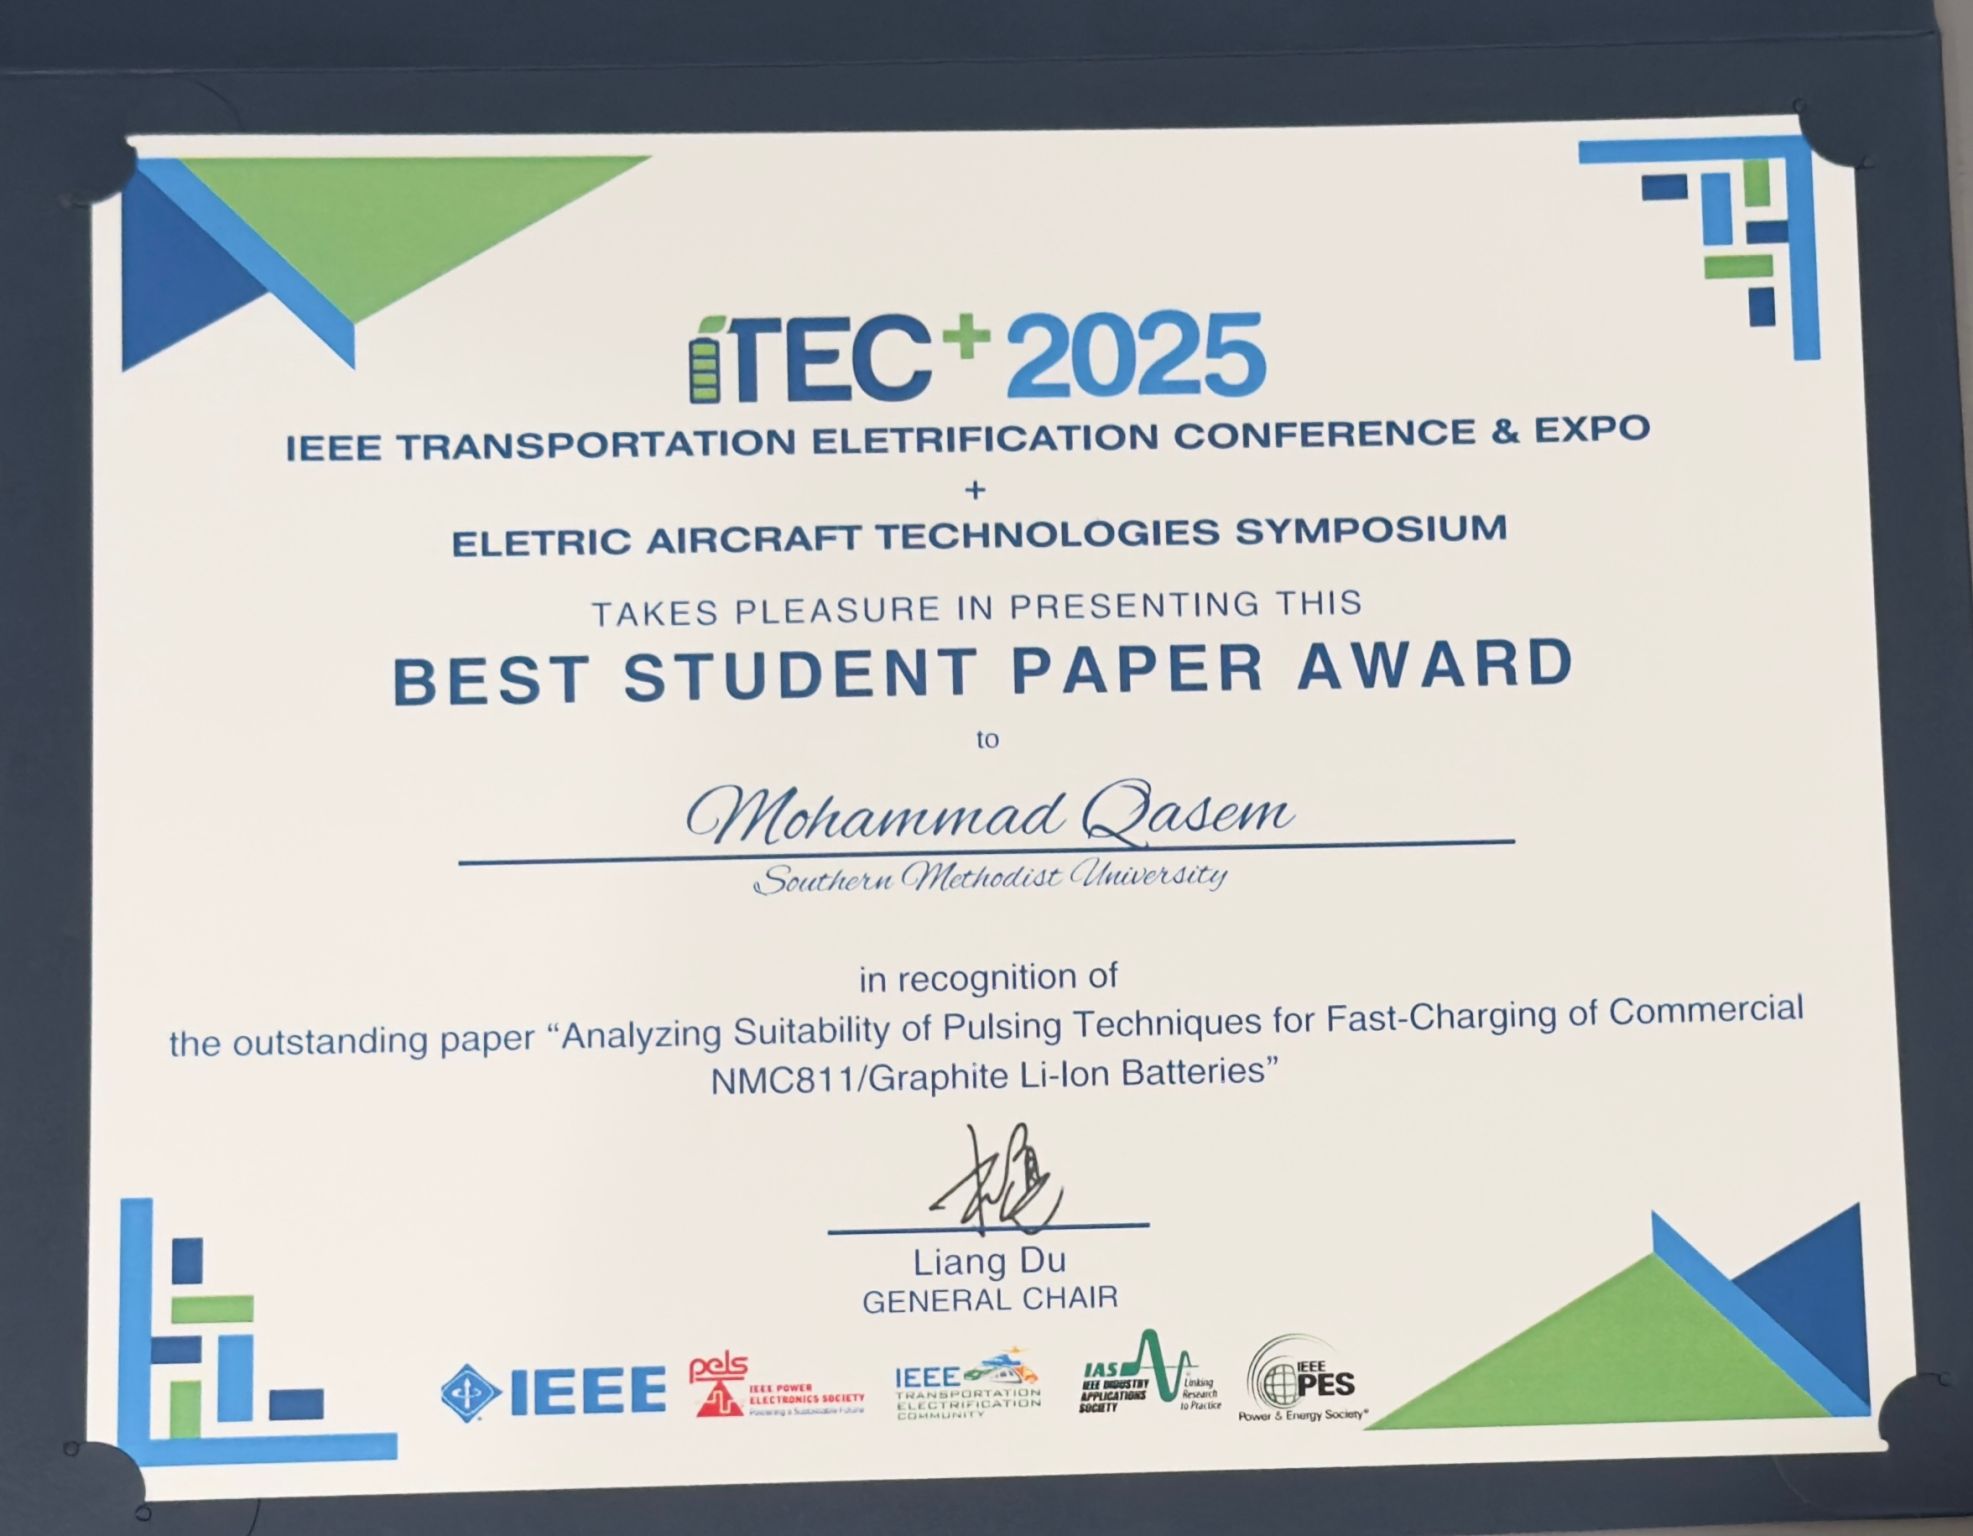 iTEC+ 2025
IEEE TRANSPORTATION ELETRIFICATION CONFERENCE & EXPO
+
ELETRIC AIRCRAFT TECHNOLOGIES SYMPOSIUM
TAKES PLEASURE IN PRESENTING THIS
BEST STUDENT PAPER AWARD
to
Mohammad Qasem
Southern Methodist University
in recognition of
the outstanding paper “Analyzing Suitability of Pulsing Techniques for Fast-Charging of Commercial
NMC811/Graphite Li-Ion Batteries”
Liang Du
GENERAL CHAIR
IEEE
pels
IEEE POWER
ELECTRONICS SOCIETY
Powering a Sustainable Future
IEEE
TRANSPORTATION
ELECTRIFICATION
COMMUNITY
IAS
IEEE INDUSTRY
APPLICATIONS
SOCIETY
Linking
Research
to Practice
IEEE
PES
Power & Energy Society®